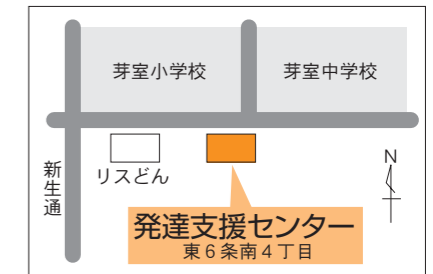 芽室小学校
芽室中学校
新生通
リスどん
N
発達支援センター
東6条南4丁目